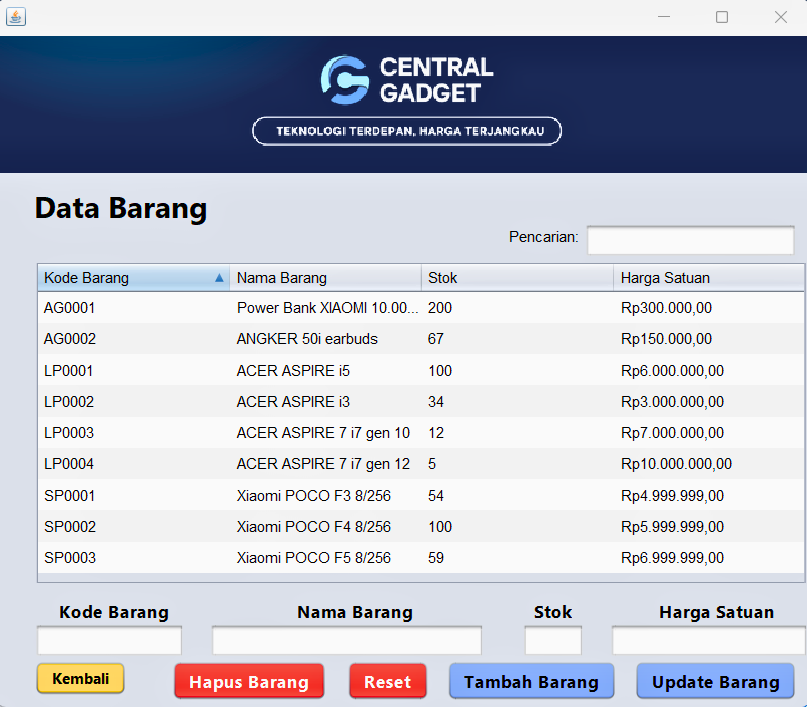 CENTRAL
GADGET
TEKNOLOGI TERDEPAN, HARGA TERJANGKAU
Data Barang
Pencarian:
Kode Barang Nama Barang Stok Harga Satuan
AG0001 Power Bank XIAOMI 10.00... 200 Rp300.000,00
AG0002 ANGKER 50i earbuds 67 Rp150.000,00
LP0001 ACER ASPIRE i5 100 Rp6.000.000,00
LP0002 ACER ASPIRE i3 34 Rp3.000.000,00
LP0003 ACER ASPIRE 7 i7 gen 10 12 Rp7.000.000,00
LP0004 ACER ASPIRE 7 i7 gen 12 5 Rp10.000.000,00
SP0001 Xiaomi POCO F3 8/256 54 Rp4.999.999,00
SP0002 Xiaomi POCO F4 8/256 100 Rp5.999.999,00
SP0003 Xiaomi POCO F5 8/256 59 Rp6.999.999,00
Kode Barang Nama Barang Stok Harga Satuan
Kembali Hapus Barang Reset Tambah Barang Update Barang